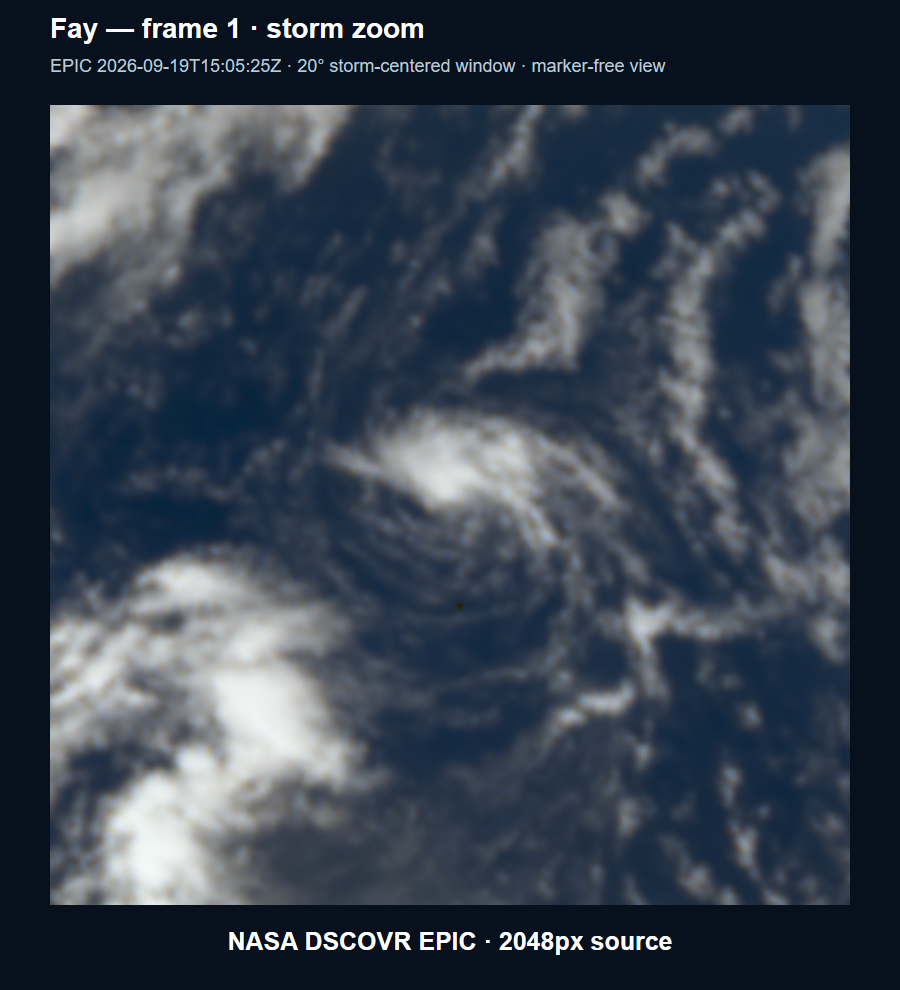 Fay — frame 1 · storm zoom
EPIC 2026-09-19T15:05:25Z · 20° storm-centered window · marker-free view
NASA DSCOVR EPIC · 2048px source